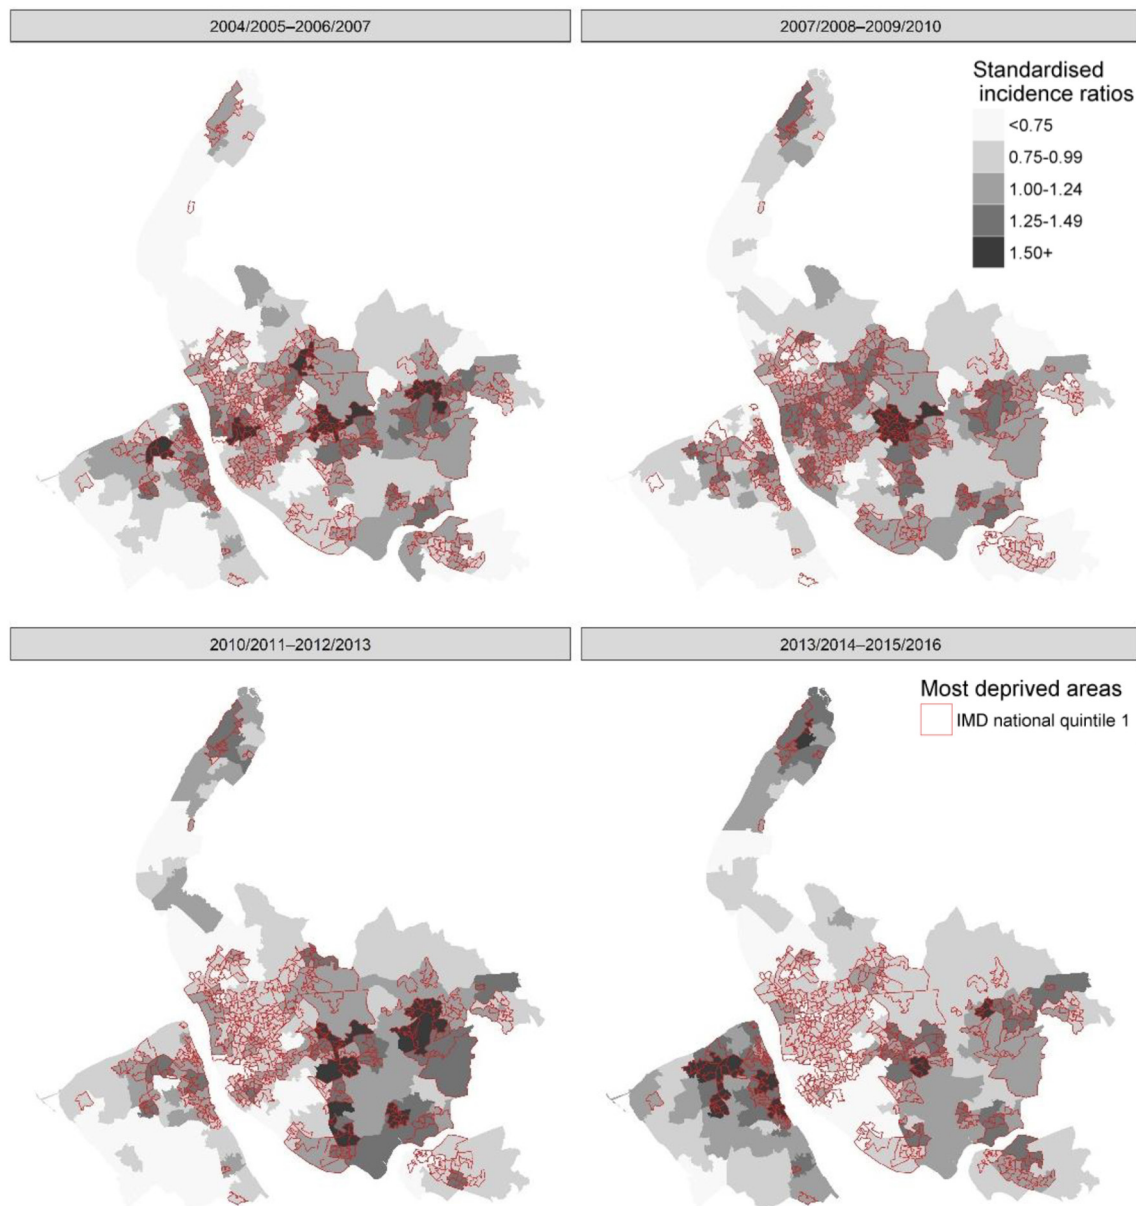 2004/2005–2006/2007
2007/2008–2009/2010
Standardised
incidence ratios
<0.75
0.75-0.99
1.00-1.24
1.25-1.49
1.50+
2010/2011–2012/2013
2013/2014–2015/2016
Most deprived areas
IMD national quintile 1